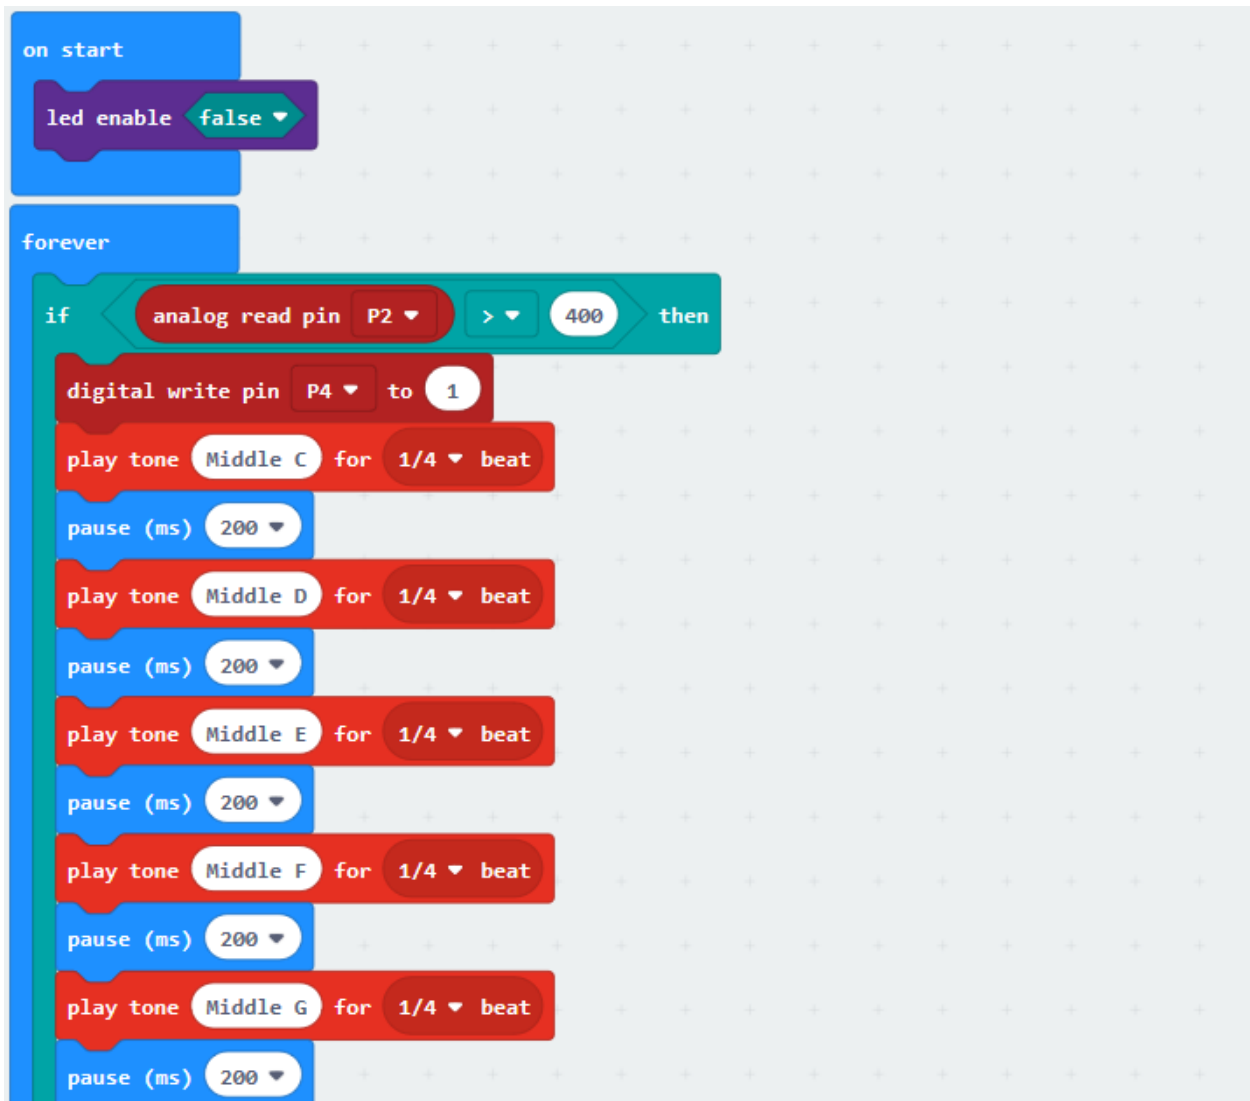 on start
led enable false
forever
if analog read pin P2 > 400 then
digital write pin P4 to 1
play tone Middle C for 1/4 beat
pause (ms) 200
play tone Middle D for 1/4 beat
pause (ms) 200
play tone Middle E for 1/4 beat
pause (ms) 200
play tone Middle F for 1/4 beat
pause (ms) 200
play tone Middle G for 1/4 beat
pause (ms) 200